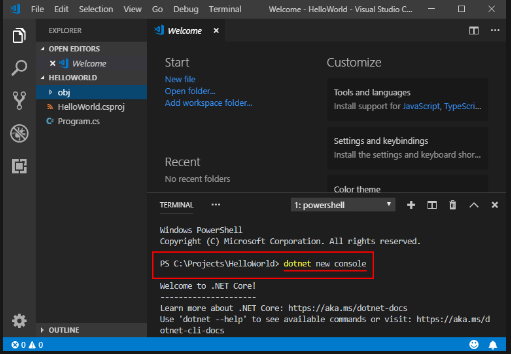 File Edit Selection View Go Debug Terminal Welcome - HelloWorld - Visual Studio C...
EXPLORER
OPEN EDITORS
Welcome
HELLOWORLD
obj
HelloWorld.csproj
Program.cs
OUTLINE
Welcome
Start
New file
Open folder...
Add workspace folder...
Recent
No recent folders
Customize
Tools and languages
Install support for JavaScript, TypeScri...
Settings and keybindings
Install the settings and keyboard shor...
Color theme
TERMINAL ... 1: powershell
Windows PowerShell
Copyright (C) Microsoft Corporation. All rights reserved.
PS C:\Projects\HelloWorld> dotnet new console
Welcome to .NET Core!
---------------------
Learn more about .NET Core: https://aka.ms/dotnet-docs
Use 'dotnet --help' to see available commands or visit: https://aka.ms/d
otnet-cli-docs
0 0